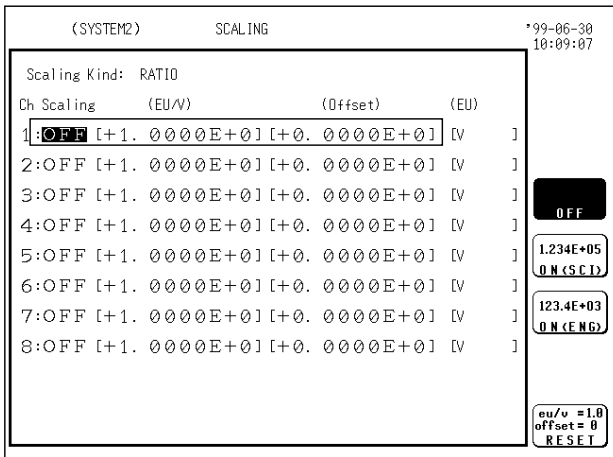 (SYSTEM2) SCALING '99-06-30
10:09:07
Scaling Kind: RATIO
Ch Scaling (EU/V) (Offset) (EU)
1:OFF [+1. 0000E+0][+0. 0000E+0] [V ]
2:OFF [+1. 0000E+0][+0. 0000E+0] [V ]
3:OFF [+1. 0000E+0][+0. 0000E+0] [V ]
4:OFF [+1. 0000E+0][+0. 0000E+0] [V ]
5:OFF [+1. 0000E+0][+0. 0000E+0] [V ]
6:OFF [+1. 0000E+0][+0. 0000E+0] [V ]
7:OFF [+1. 0000E+0][+0. 0000E+0] [V ]
8:OFF [+1. 0000E+0][+0. 0000E+0] [V ]
OFF
1.234E+05
ON(SCI)
123.4E+03
ON(ENG)
eu/v =1.0
offset= 0
RESET